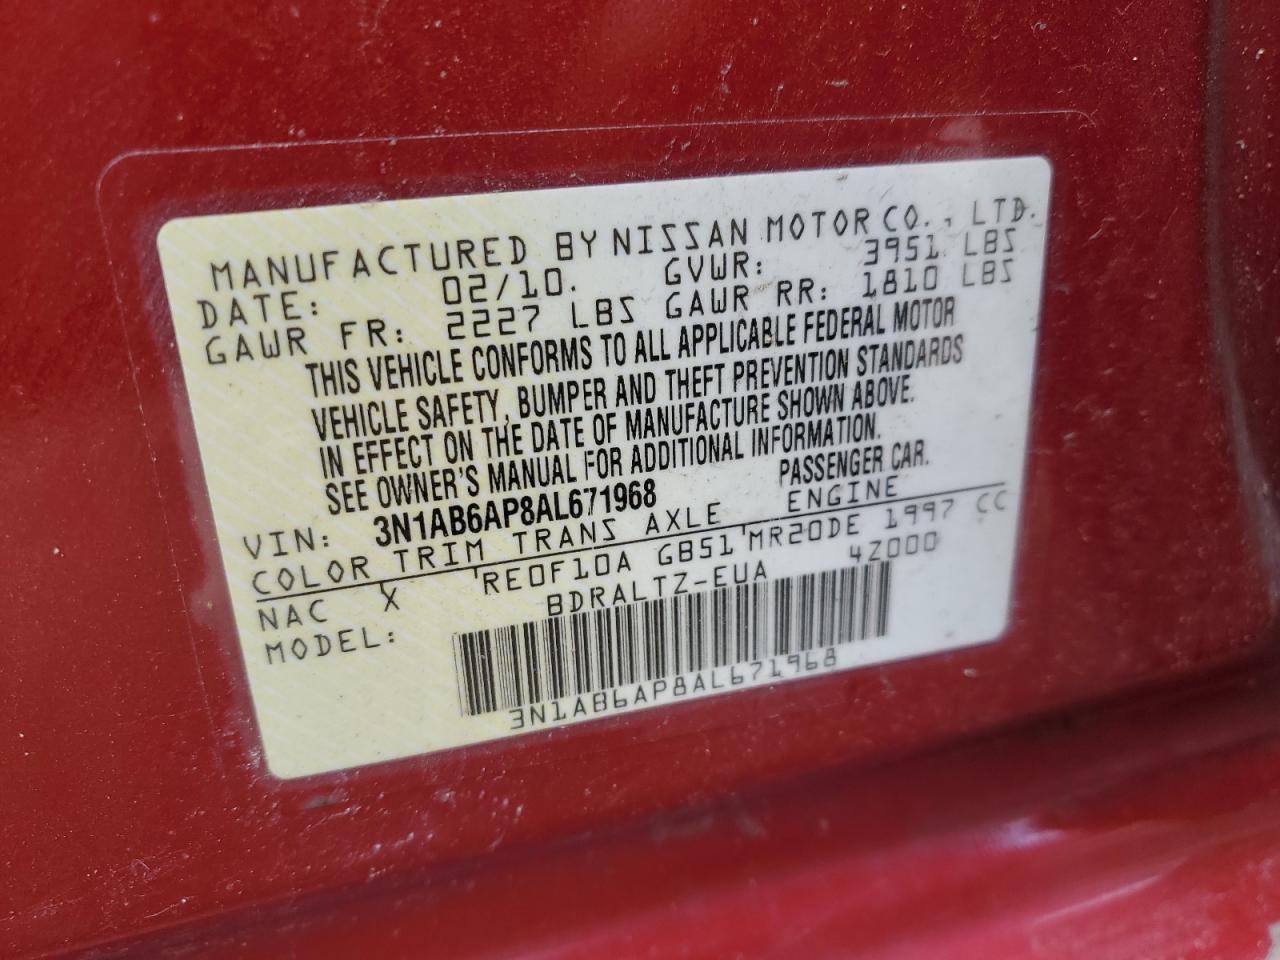 MANUFACTURED BY NISSAN MOTOR CO., LTD.
DATE: 02/10. GVWR: 3951 LBS
GAWR FR: 2227 LBS GAWR RR: 1810 LBS
THIS VEHICLE CONFORMS TO ALL APPLICABLE FEDERAL MOTOR
VEHICLE SAFETY, BUMPER AND THEFT PREVENTION STANDARDS
IN EFFECT ON THE DATE OF MANUFACTURE SHOWN ABOVE.
SEE OWNER'S MANUAL FOR ADDITIONAL INFORMATION.
VIN: 3N1AB6AP8AL671968 PASSENGER CAR.
COLOR TRIM TRANS AXLE ENGINE
NAC X RE0F10A GB51 MR20DE 1997 CC
MODEL: BDRALTZ-EUA 4Z000
3N1AB6AP8AL671968